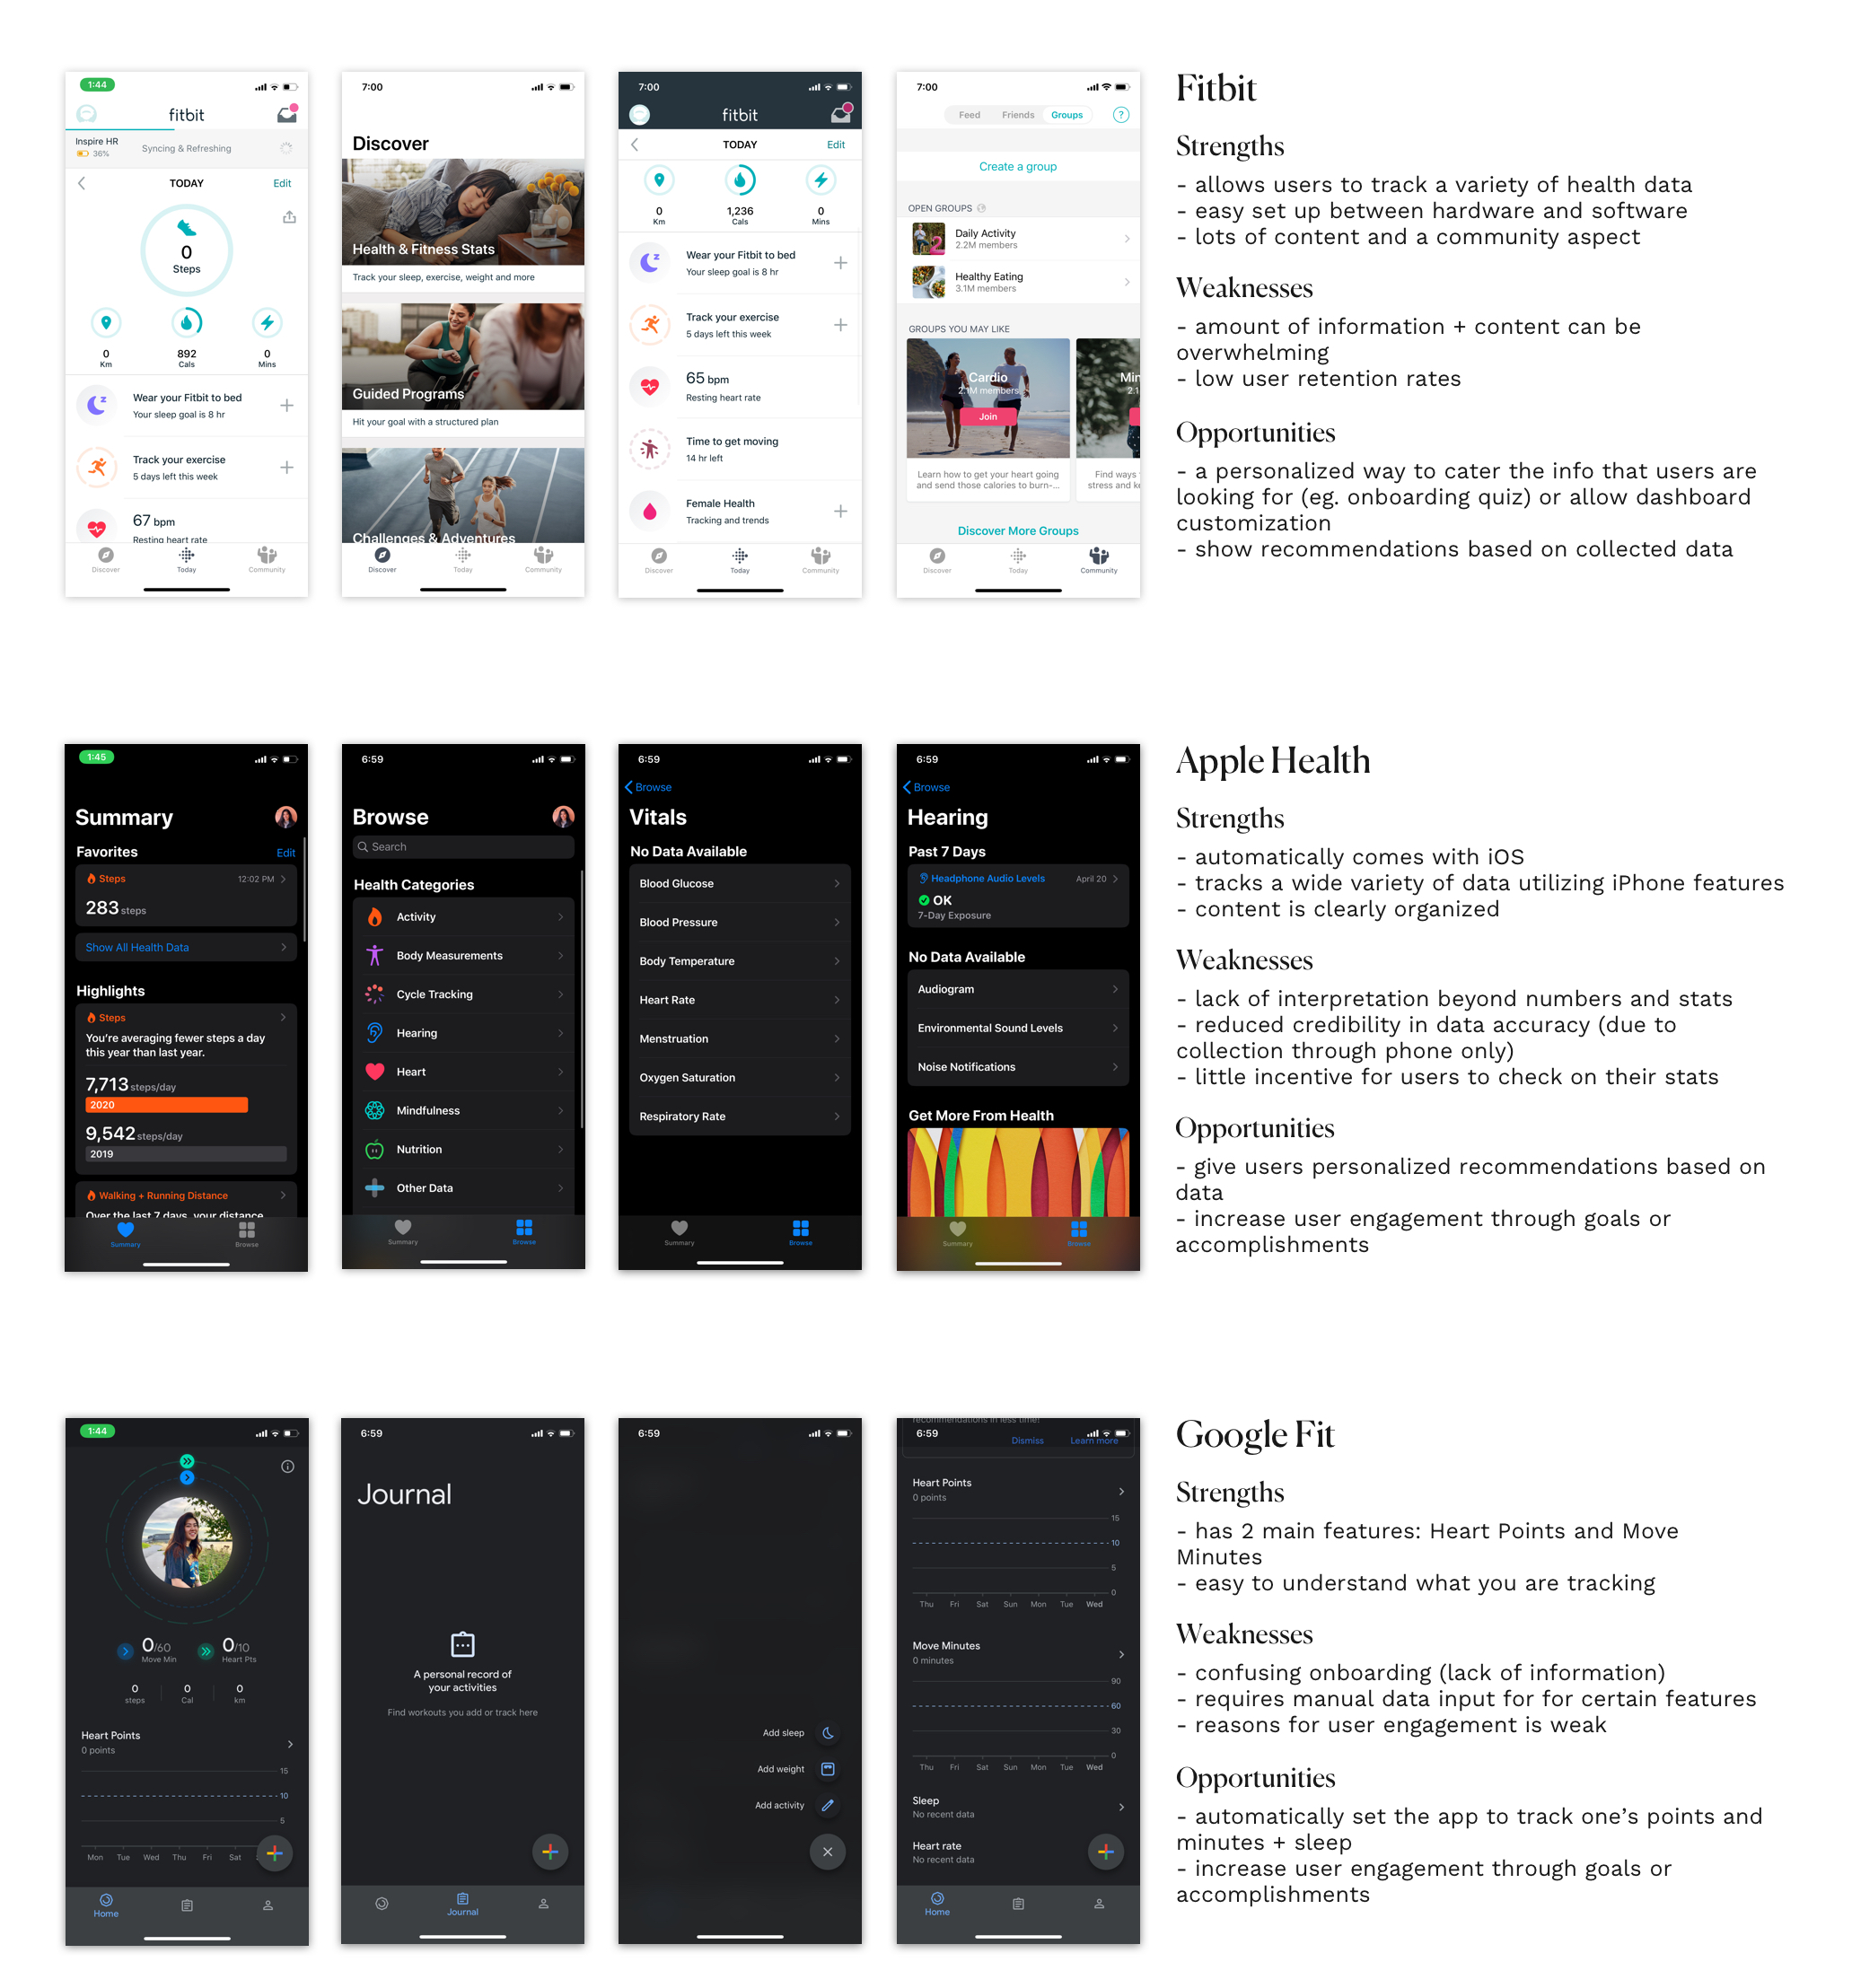 1:44
fitbit
Inspire HR
36%
Syncing & Refreshing
TODAY
Edit
0
Steps
0
Km
892
Cals
0
Mins
Wear your Fitbit to bed
Your sleep goal is 8 hr
Track your exercise
5 days left this week
67 bpm
Resting heart rate
Discover
Today
Community
7:00
Discover
Health & Fitness Stats
Track your sleep, exercise, weight and more
Guided Programs
Hit your goal with a structured plan
Challenges & Adventures
Discover
Today
Community
7:00
fitbit
TODAY
Edit
0
Km
1,236
Cals
0
Mins
Wear your Fitbit to bed
Your sleep goal is 8 hr
Track your exercise
5 days left this week
65 bpm
Resting heart rate
Time to get moving
14 hr left
Female Health
Tracking and trends
Discover
Today
Community
7:00
Feed
Friends
Groups
?
Create a group
OPEN GROUPS
Daily Activity
2.2M members
Healthy Eating
3.1M members
GROUPS YOU MAY LIKE
Cardio
2.1M members
Join
Learn how to get your heart going
and send those calories to burn-...
Min
2.1
Find ways
stress and k
Discover More Groups
Discover
Today
Community
Fitbit
Strengths
- allows users to track a variety of health data
- easy set up between hardware and software
- lots of content and a community aspect
Weaknesses
- amount of information + content can be
overwhelming
- low user retention rates
Opportunities
- a personalized way to cater the info that users are
looking for (eg. onboarding quiz) or allow dashboard
customization
- show recommendations based on collected data
1:45
Summary
Favorites
Edit
Steps
12:02 PM
283 steps
Show All Health Data
Highlights
Steps
You're averaging fewer steps a day
this year than last year.
7,713 steps/day
2020
9,542 steps/day
2019
Walking + Running Distance
Over the last 7 days, your distance
Summary
Browse
6:59
Browse
Search
Health Categories
Activity
Body Measurements
Cycle Tracking
Hearing
Heart
Mindfulness
Nutrition
Other Data
Summary
Browse
6:59
Browse
Vitals
No Data Available
Blood Glucose
Blood Pressure
Body Temperature
Heart Rate
Menstruation
Oxygen Saturation
Respiratory Rate
Summary
Browse
6:59
Browse
Hearing
Past 7 Days
Headphone Audio Levels
April 20
OK
7-Day Exposure
No Data Available
Audiogram
Environmental Sound Levels
Noise Notifications
Get More From Health
Summary
Browse
Apple Health
Strengths
- automatically comes with iOS
- tracks a wide variety of data utilizing iPhone features
- content is clearly organized
Weaknesses
- lack of interpretation beyond numbers and stats
- reduced credibility in data accuracy (due to
collection through phone only)
- little incentive for users to check on their stats
Opportunities
- give users personalized recommendations based on
data
- increase user engagement through goals or
accomplishments
1:44
0/60
Move Min
0/10
Heart Pts
0
steps
0
Cal
0
km
Heart Points
0 points
15
10
5
Mon Tue Wed Thu Fri Sat
Home
6:59
Journal
A personal record of
your activities
Find workouts you add or track here
Journal
6:59
Add sleep
Add weight
Add activity
recommendations in less time!
6:59
Dismiss
Learn more
Heart Points
0 points
15
10
5
0
Thu Fri Sat Sun Mon Tue Wed
Move Minutes
0 minutes
90
60
30
0
Thu Fri Sat Sun Mon Tue Wed
Sleep
No recent data
Heart rate
No recent data
Home
Google Fit
Strengths
- has 2 main features: Heart Points and Move
Minutes
- easy to understand what you are tracking
Weaknesses
- confusing onboarding (lack of information)
- requires manual data input for for certain features
- reasons for user engagement is weak
Opportunities
- automatically set the app to track one's points and
minutes + sleep
- increase user engagement through goals or
accomplishments